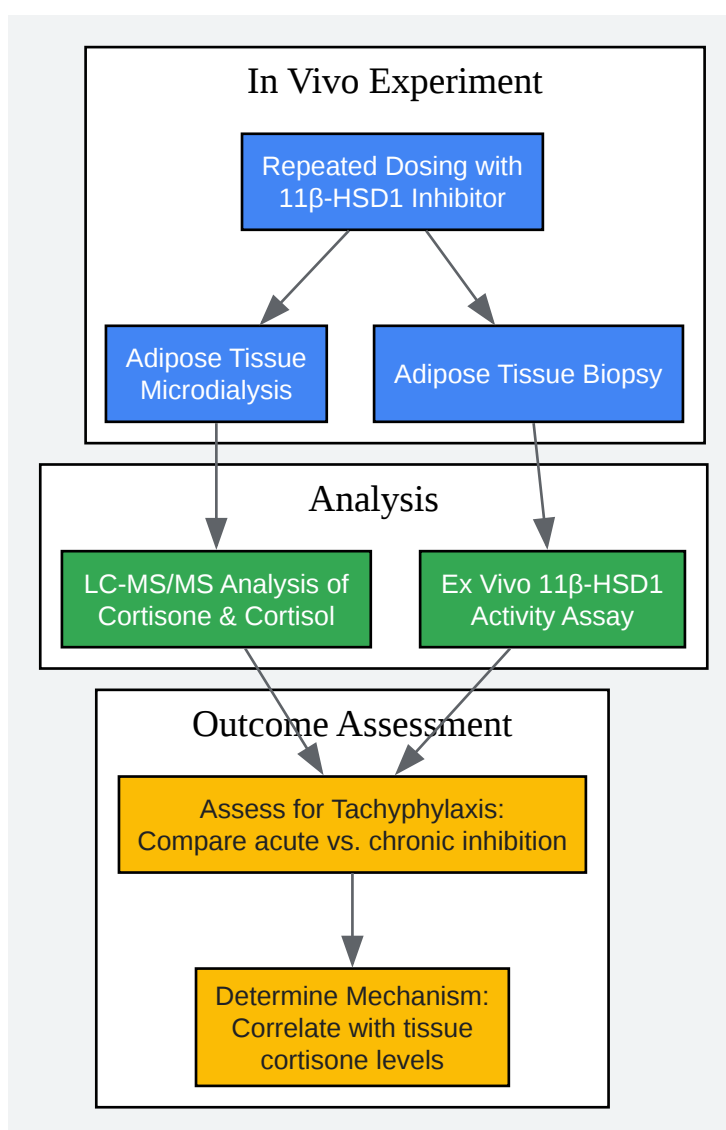 In Vivo Experiment
Repeated Dosing with
11β-HSD1 Inhibitor
Adipose Tissue
Microdialysis
Adipose Tissue Biopsy
Analysis
LC-MS/MS Analysis of
Cortisone & Cortisol
Ex Vivo 11β-HSD1
Activity Assay
Outcome Assessment
Assess for Tachyphylaxis:
Compare acute vs. chronic inhibition
Determine Mechanism:
Correlate with tissue
cortisone levels